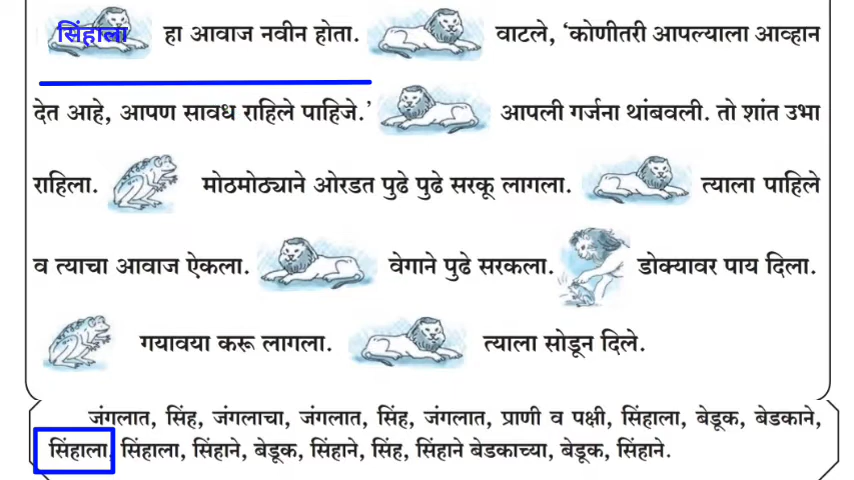 सिंहाला हा आवाज नवीन होता. वाटले, ‘कोणीतरी आपल्याला आव्हान
देत आहे, आपण सावध राहिले पाहिजे.’ आपली गर्जना थांबवली. तो शांत उभा
राहिला. मोठमोठ्याने ओरडत पुढे पुढे सरकू लागला. त्याला पाहिले
व त्याचा आवाज ऐकला. वेगाने पुढे सरकला. डोक्यावर पाय दिला.
गयावया करू लागला. त्याला सोडून दिले.
जंगलात, सिंह, जंगलाचा, जंगलात, सिंह, जंगलात, प्राणी व पक्षी, सिंहाला, बेडूक, बेडकाने,
सिंहाला, सिंहाला, सिंहाने, बेडूक, सिंहाने, सिंह, सिंहाने बेडकाच्या, बेडूक, सिंहाने.